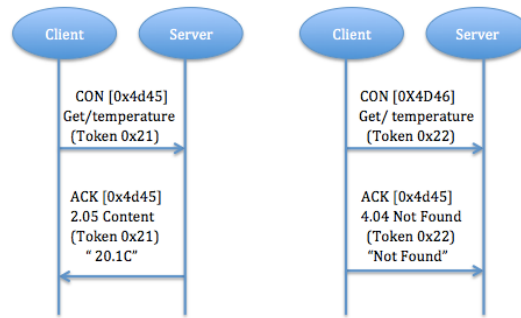 Client
Server
CON [0x4d45]
Get/temperature
(Token 0x21)
ACK [0x4d45]
2.05 Content
(Token 0x21)
“ 20.1C”
Client
Server
CON [0X4D46]
Get/ temperature
(Token 0x22)
ACK [0x4d45]
4.04 Not Found
(Token 0x22)
“Not Found”